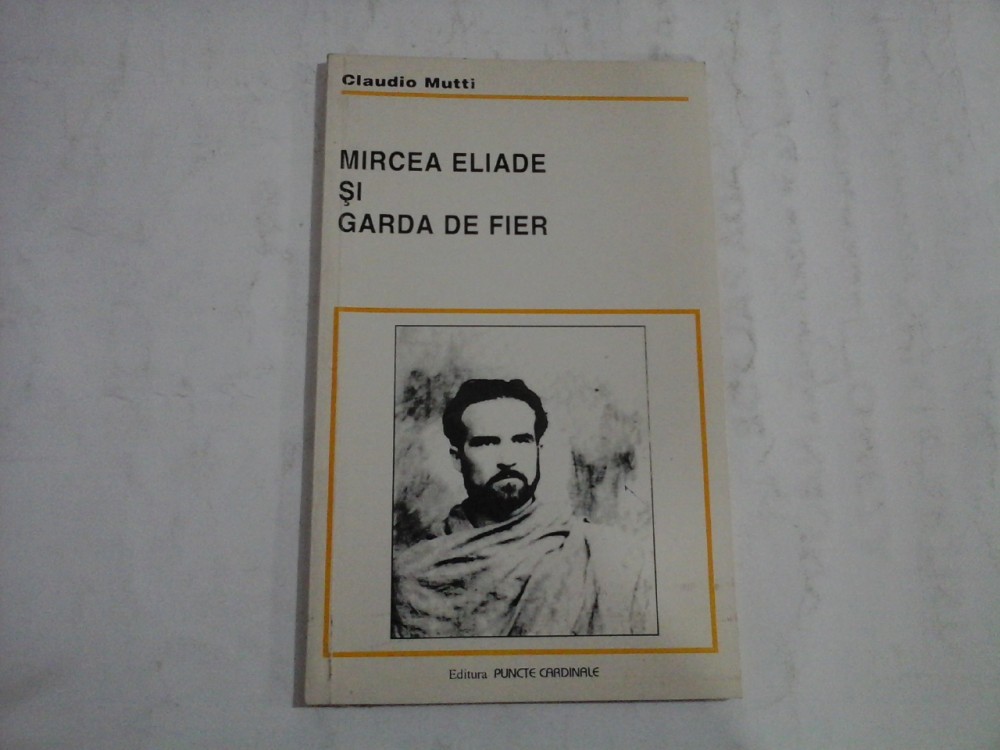 Claudio Mutti
MIRCEA ELIADE
ŞI
GARDA DE FIER
Editura PUNCTE CARDINALE